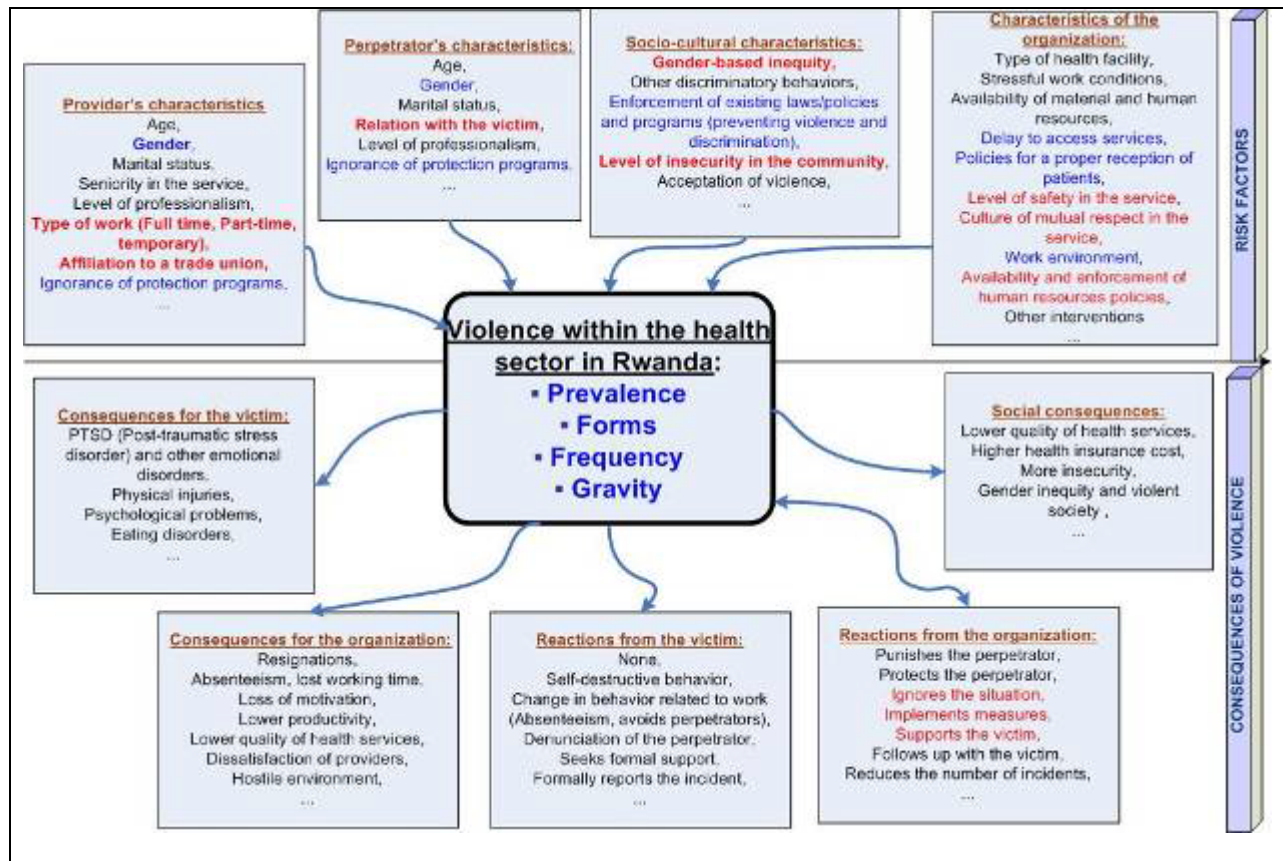 Provider's characteristics
Age,
Gender,
Marital status,
Seniority in the service,
Level of professionalism,
Type of work (Full time, Part-time,
temporary),
Affiliation to a trade union,
Ignorance of protection programs.
...
Perpetrator's characteristics:
Age,
Gender,
Marital status,
Relation with the victim,
Level of professionalism,
Ignorance of protection programs.
...
Socio-cultural characteristics:
Gender-based inequity,
Other discriminatory behaviors,
Enforcement of existing laws/policies
and programs (preventing violence and
discrimination),
Level of insecurity in the community,
Acceptation of violence,
...
Characteristics of the
organization:
Type of health facility,
Stressful work conditions,
Availability of material and human
resources,
Delay to access services,
Policies for a proper reception of
patients,
Level of safety in the service,
Culture of mutual respect in the
service,
Work environment,
Availability and enforcement of
human resources policies,
Other interventions
...
RISK FACTORS
Violence within the health
sector in Rwanda:
▪ Prevalence
▪ Forms
▪ Frequency
▪ Gravity
Consequences for the victim:
PTSD (Post-traumatic stress
disorder) and other emotional
disorders,
Physical injuries,
Psychological problems,
Eating disorders,
...
Social consequences:
Lower quality of health services,
Higher health insurance cost,
More insecurity,
Gender inequity and violent
society ,
...
Consequences for the organization:
Resignations,
Absenteeism, lost working time,
Loss of motivation,
Lower productivity,
Lower quality of health services,
Dissatisfaction of providers,
Hostile environment,
...
Reactions from the victim:
None,
Self-destructive behavior,
Change in behavior related to work
(Absenteeism, avoids perpetrators),
Denunciation of the perpetrator,
Seeks formal support,
Formally reports the incident,
...
Reactions from the organization:
Punishes the perpetrator,
Protects the perpetrator,
Ignores the situation,
Implements measures,
Supports the victim,
Follows up with the victim,
Reduces the number of incidents,
...
CONSEQUENCES OF VIOLENCE